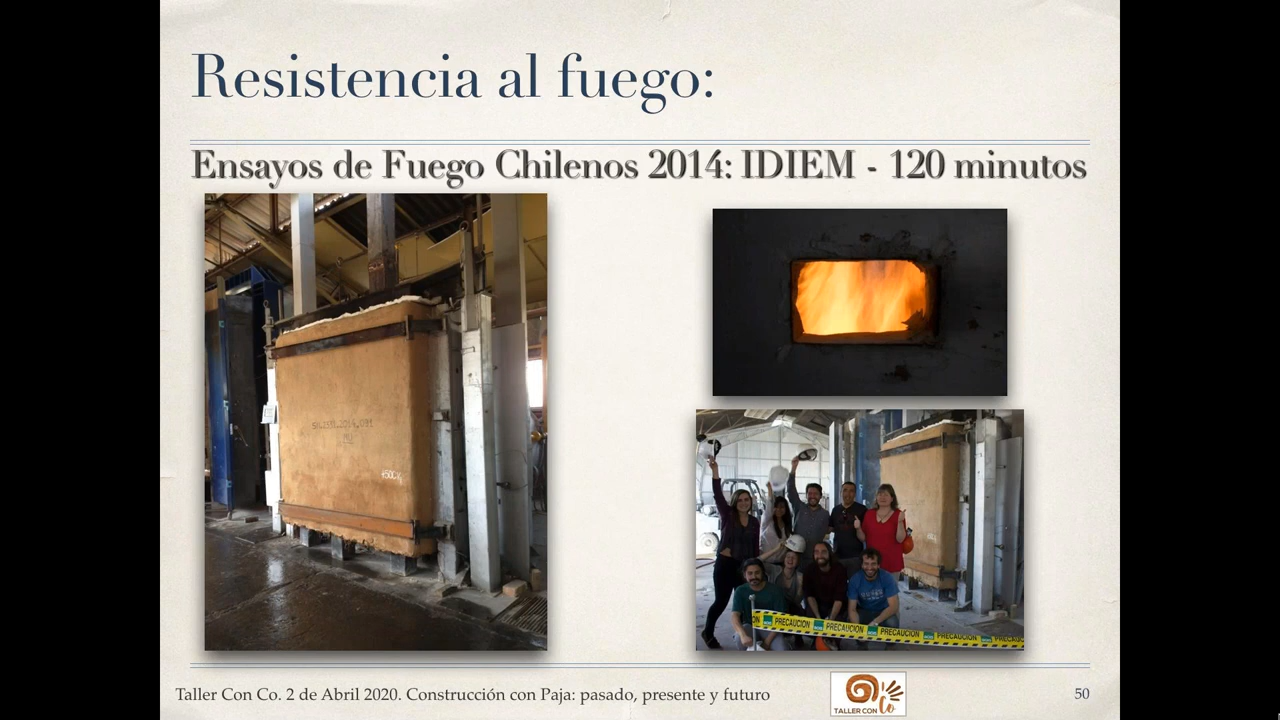 Resistencia al fuego:
Ensayos de Fuego Chilenos 2014: IDIEM - 120 minutos
PRECAUCION PRECAUCION PRECAUCION PRECAUCION
Taller Con Co. 2 de Abril 2020. Construcción con Paja: pasado, presente y futuro
TALLER CON Co
50